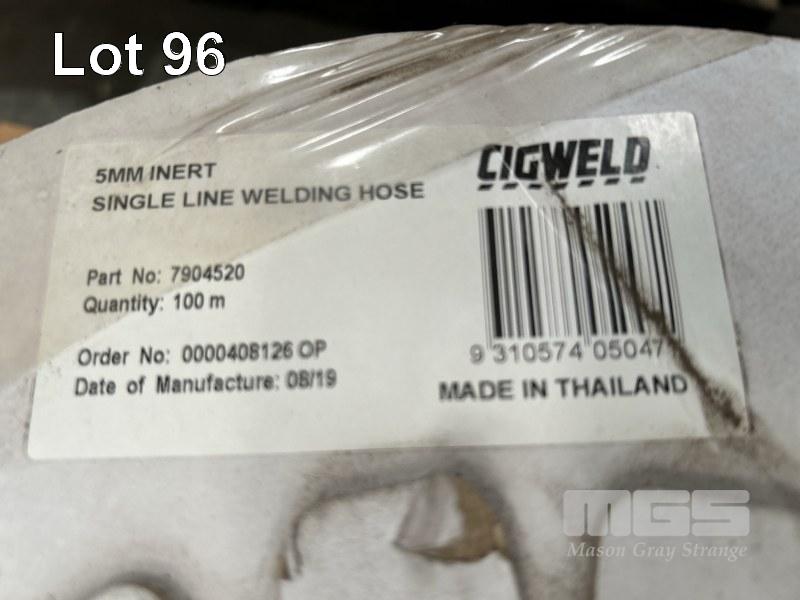 Lot 96
5MM INERT
SINGLE LINE WELDING HOSE
CIGWELD
Part No: 7904520
Quantity: 100 m
Order No: 0000408126 OP
Date of Manufacture: 08/19
9 310574 05047
MADE IN THAILAND
MGS
Mason Gray Strange